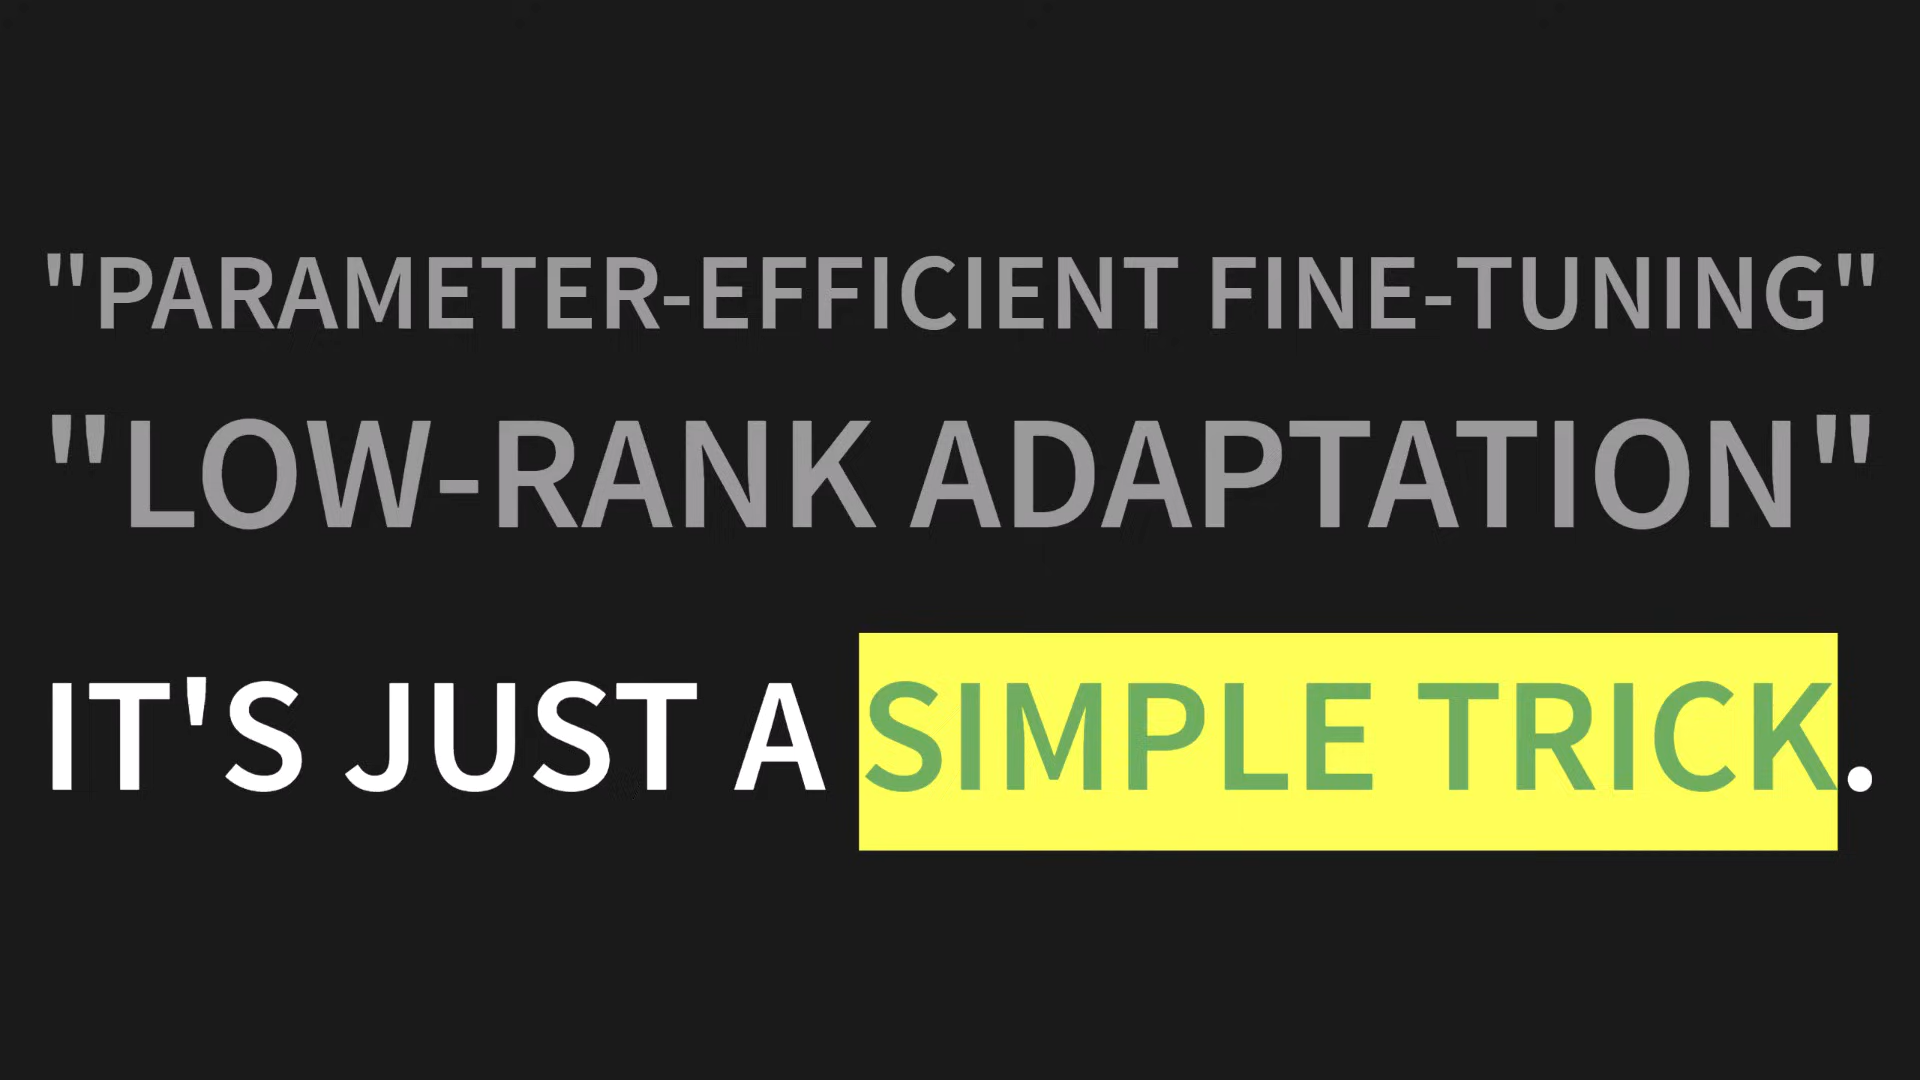 "PARAMETER-EFFICIENT FINE-TUNING"
"LOW-RANK ADAPTATION"
IT'S JUST A SIMPLE TRICK.